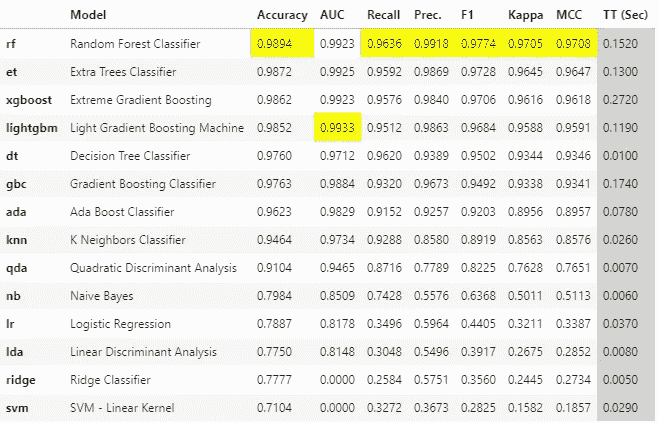 Model Accuracy AUC Recall Prec. F1 Kappa MCC TT (Sec)
rf Random Forest Classifier 0.9894 0.9923 0.9636 0.9918 0.9774 0.9705 0.9708 0.1520
et Extra Trees Classifier 0.9872 0.9925 0.9592 0.9869 0.9728 0.9645 0.9647 0.1300
xgboost Extreme Gradient Boosting 0.9862 0.9923 0.9576 0.9840 0.9706 0.9616 0.9618 0.2720
lightgbm Light Gradient Boosting Machine 0.9852 0.9933 0.9512 0.9863 0.9684 0.9588 0.9591 0.1190
dt Decision Tree Classifier 0.9760 0.9712 0.9620 0.9389 0.9502 0.9344 0.9346 0.0100
gbc Gradient Boosting Classifier 0.9763 0.9884 0.9320 0.9673 0.9492 0.9338 0.9341 0.1740
ada Ada Boost Classifier 0.9623 0.9829 0.9152 0.9257 0.9203 0.8956 0.8957 0.0780
knn K Neighbors Classifier 0.9464 0.9734 0.9288 0.8580 0.8919 0.8563 0.8576 0.0260
qda Quadratic Discriminant Analysis 0.9104 0.9465 0.8716 0.7789 0.8225 0.7628 0.7651 0.0070
nb Naive Bayes 0.7984 0.8509 0.7428 0.5576 0.6368 0.5011 0.5113 0.0060
lr Logistic Regression 0.7887 0.8178 0.3496 0.5964 0.4405 0.3211 0.3387 0.0370
lda Linear Discriminant Analysis 0.7750 0.8148 0.3048 0.5496 0.3917 0.2675 0.2852 0.0080
ridge Ridge Classifier 0.7777 0.0000 0.2584 0.5751 0.3560 0.2445 0.2734 0.0050
svm SVM - Linear Kernel 0.7104 0.0000 0.3272 0.3673 0.2825 0.1582 0.1857 0.0290